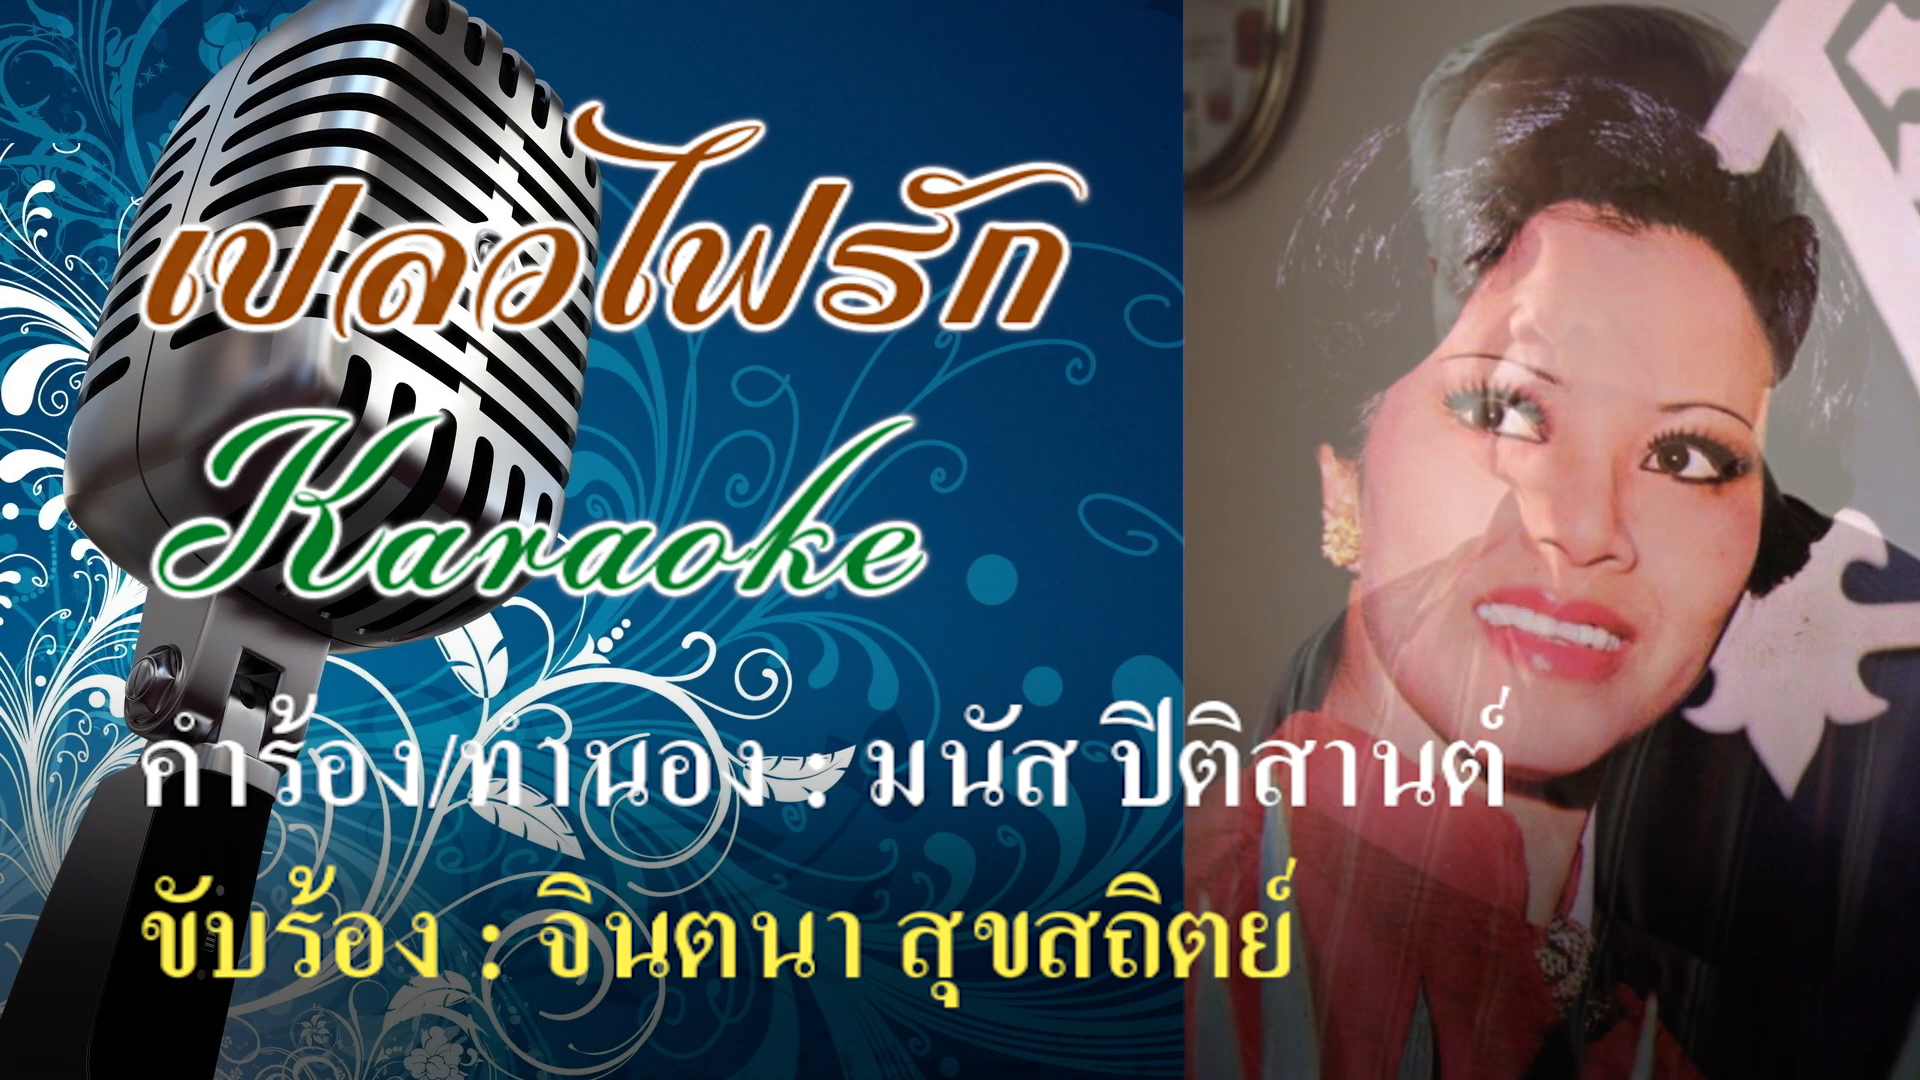 เปลวไฟรัก
Karaoke
คำร้อง/ทำนอง : มนัส ปิติสานต์
ขับร้อง : จินตนา สุขสถิตย์